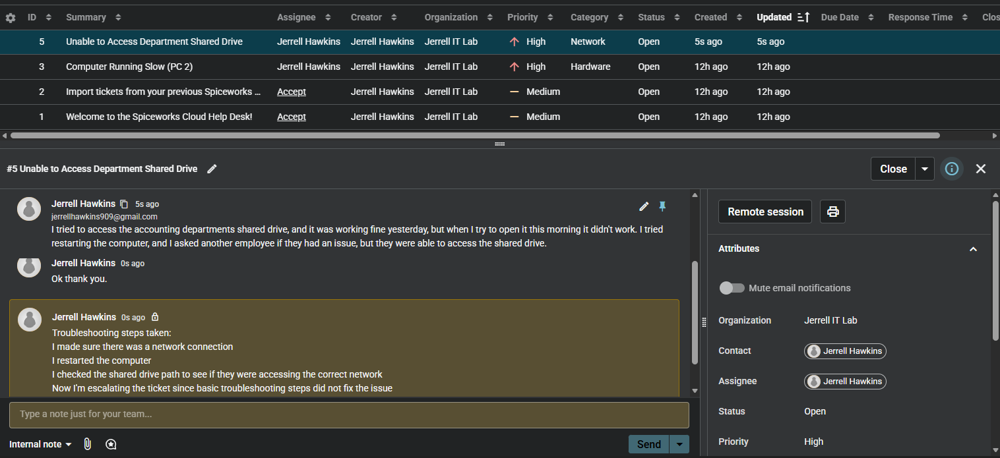 ID Summary Assignee Creator Organization Priority Category Status Created Updated Due Date Response Time Clos
5 Unable to Access Department Shared Drive Jerrell Hawkins Jerrell Hawkins Jerrell IT Lab High Network Open 5s ago 5s ago
3 Computer Running Slow (PC 2) Jerrell Hawkins Jerrell Hawkins Jerrell IT Lab High Hardware Open 12h ago 12h ago
2 Import tickets from your previous Spiceworks ... Accept Jerrell Hawkins Jerrell IT Lab Medium Open 12h ago 12h ago
1 Welcome to the Spiceworks Cloud Help Desk! Accept Jerrell Hawkins Jerrell IT Lab Medium Open 12h ago 12h ago
#5 Unable to Access Department Shared Drive
Close
Jerrell Hawkins 5s ago
jerrellhawkins909@gmail.com
I tried to access the accounting departments shared drive, and it was working fine yesterday, but when I try to open it this morning it didn't work. I tried
restarting the computer, and I asked another employee if they had an issue, but they were able to access the shared drive.
Jerrell Hawkins 0s ago
Ok thank you.
Jerrell Hawkins 0s ago
Troubleshooting steps taken:
I made sure there was a network connection
I restarted the computer
I checked the shared drive path to see if they were accessing the correct network
Now I'm escalating the ticket since basic troubleshooting steps did not fix the issue
Type a note just for your team...
Internal note
Send
Remote session
Attributes
Mute email notifications
Organization Jerrell IT Lab
Contact Jerrell Hawkins
Assignee Jerrell Hawkins
Status Open
Priority High